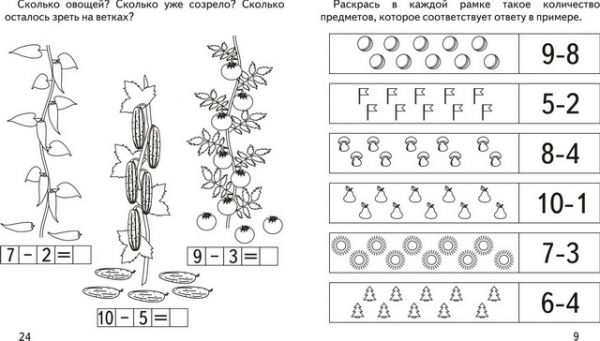 Сколько овощей? Сколько уже созрело? Сколько
осталось зреть на ветках?
7 - 2 =
9 - 3 =
10 - 5 =
24
Раскрась в каждой рамке такое количество
предметов, которое соответствует ответу в примере.
9-8
5-2
8-4
10-1
7-3
6-4
9